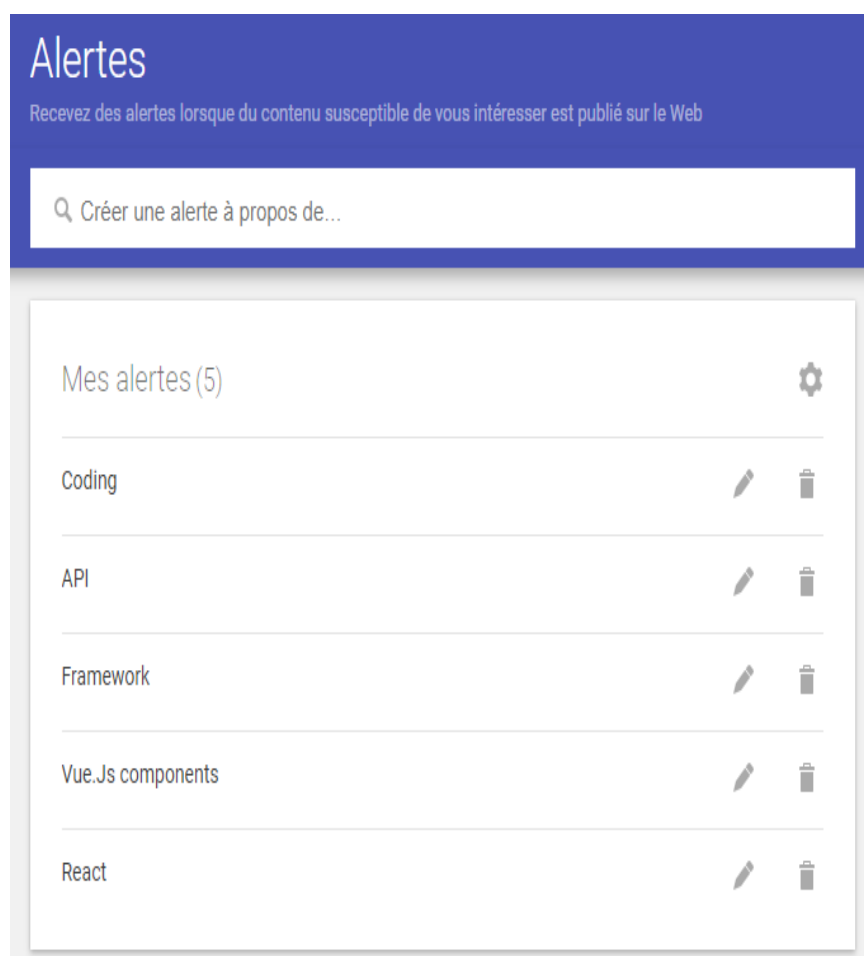 Alertes
Recevez des alertes lorsque du contenu susceptible de vous intéresser est publié sur le Web
Créer une alerte à propos de...
Mes alertes (5)
Coding
API
Framework
Vue.Js components
React